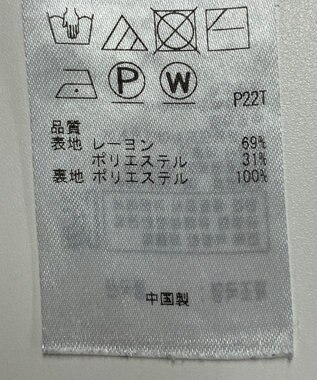 P W
P22T
品質
表地 レーヨン 69%
ポリエステル 31%
裏地 ポリエステル 100%
中国製